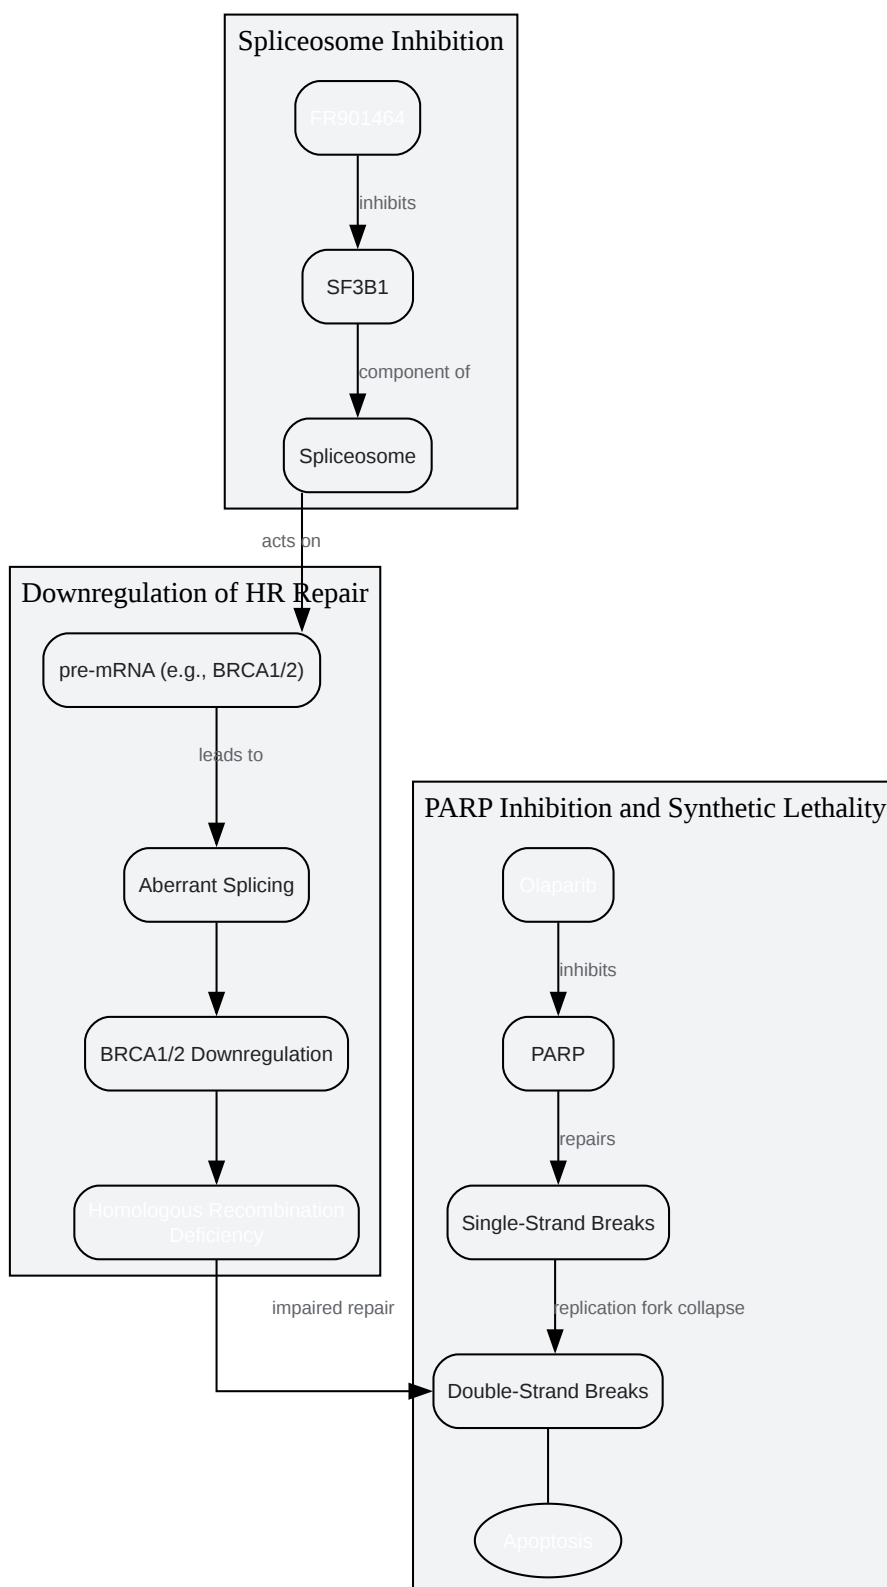 Spliceosome Inhibition
FR901464
inhibits
SF3B1
component of
Spliceosome
acts on
Downregulation of HR Repair
pre-mRNA (e.g., BRCA1/2)
leads to
Aberrant Splicing
BRCA1/2 Downregulation
Homologous Recombination
Deficiency
impaired repair
PARP Inhibition and Synthetic Lethality
Olaparib
inhibits
PARP
repairs
Single-Strand Breaks
replication fork collapse
Double-Strand Breaks
Apoptosis